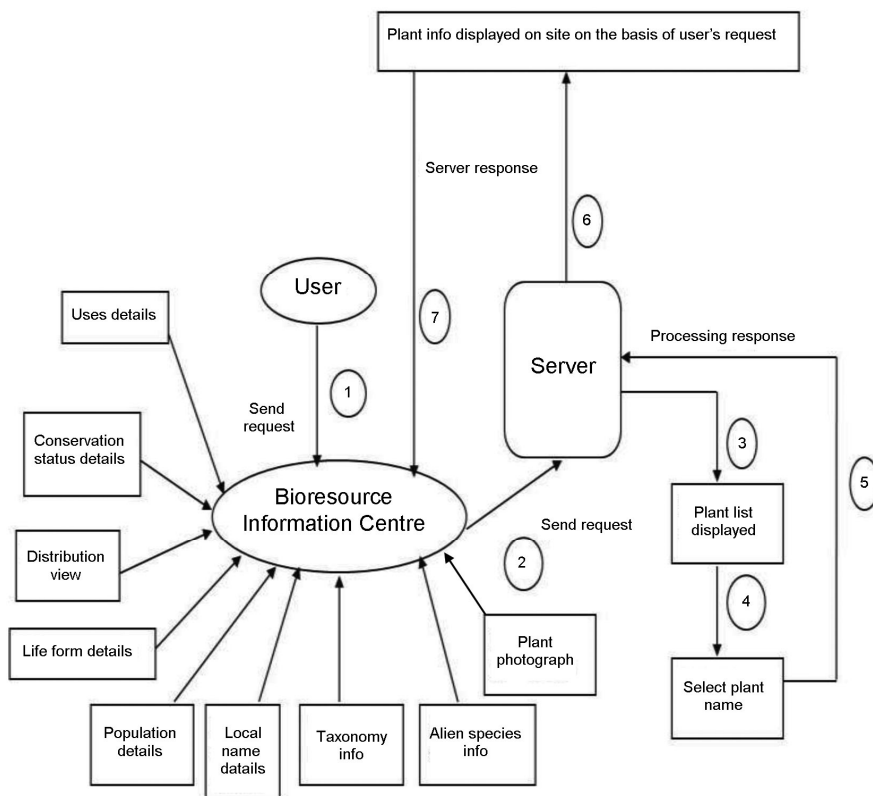 Plant info displayed on site on the basis of user's request
Server response
6
User
7
Uses details
Processing response
Server
1
Send
request
3
Conservation
status details
5
Bioresource
Information Centre
Plant list
displayed
Send request
Distribution
view
2
4
Life form details
Plant
photograph
Select plant
name
Population
details
Local
name
datails
Taxonomy
info
Alien species
info